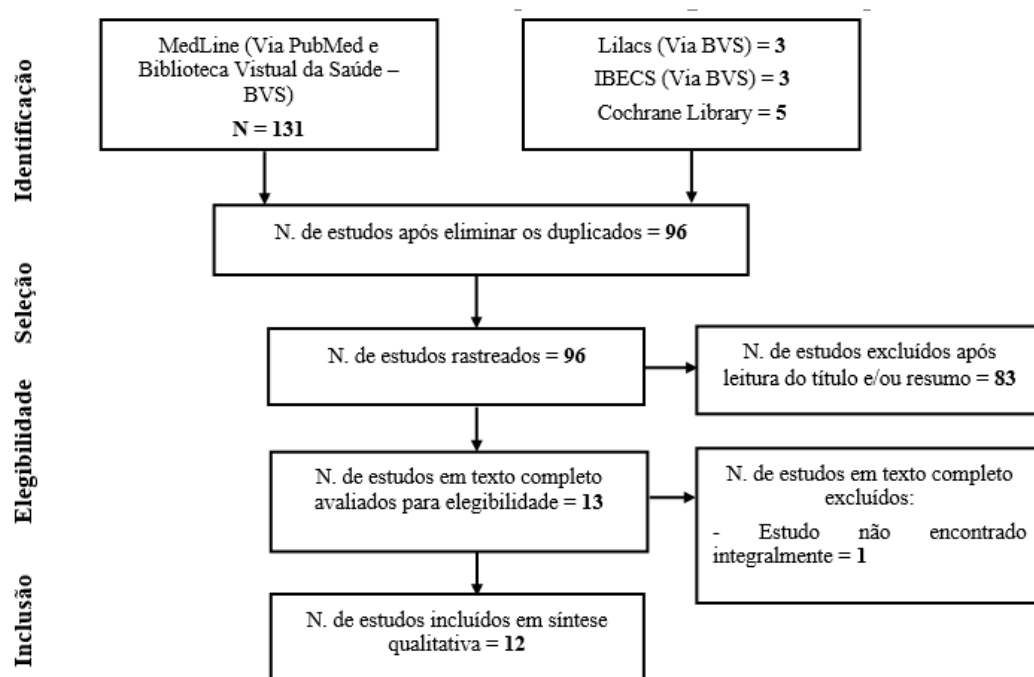 Identificação
MedLine (Via PubMed e
Biblioteca Vistual da Saúde –
BVS)
N = 131
Lilacs (Via BVS) = 3
IBECS (Via BVS) = 3
Cochrane Library = 5
N. de estudos após eliminar os duplicados = 96
Seleção
N. de estudos rastreados = 96
N. de estudos excluídos após
leitura do título e/ou resumo = 83
Elegibilidade
N. de estudos em texto completo
avaliados para elegibilidade = 13
N. de estudos em texto completo
excluídos:
- Estudo não encontrado
integralmente = 1
Inclusão
N. de estudos incluídos em síntese
qualitativa = 12